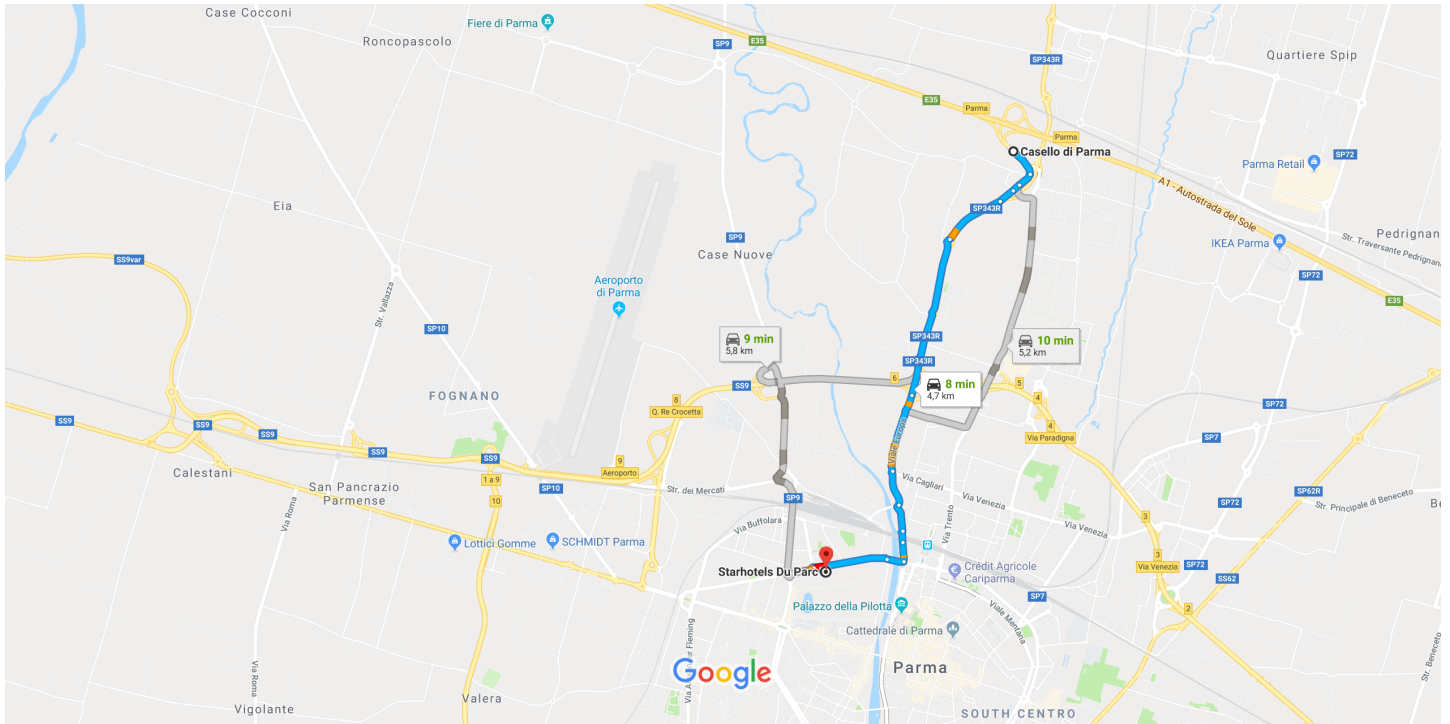 Case Cocconi
Fiere di Parma
Roncopascolo
SP9
E35
SP343R
Quartiere Spip
E35
Parma
Parma
Casello di Parma
SP72
Parma Retail
A1 - Autostrada del Sole
SP343R
Eia
SP9
Case Nuove
IKEA Parma
Pedrignan
Str. Traversante Pedrignan
SP72
SS9var
Aeroporto
di Parma
Str. Vallazza
E35
SP10
SP343R
9 min
5,8 km
10 min
5,2 km
SP343R
6
8 min
4,7 km
5
SS9
FOGNANO
8
Q. Re Crocetta
4
4
Via Paradigna
SP72
SS9
SS9
SS9
SS9
SS9
Viale Europa
SP7
9
Aeroporto
Calestani
1 a 9
10
SP10
San Pancrazio
Parmense
Str. dei Mercati
SP9
Via Cagliari
Via Venezia
Via Venezia
Via Trento
Via Roma
Via Buffolara
SP72
SP62R
Str. Principale di Beneceto
Be
3
3
Via Venezia
SP72
SS62
Lottici Gomme
SCHMIDT Parma
Starhotels Du Parc
Crédit Agricole
Cariparma
Palazzo della Pilotta
Cattedrale di Parma
Viale Mentana
SP7
2
Google
Parma
Via Roma
Vigolante
Valera
SOUTH CENTRO
Str. Beneceto